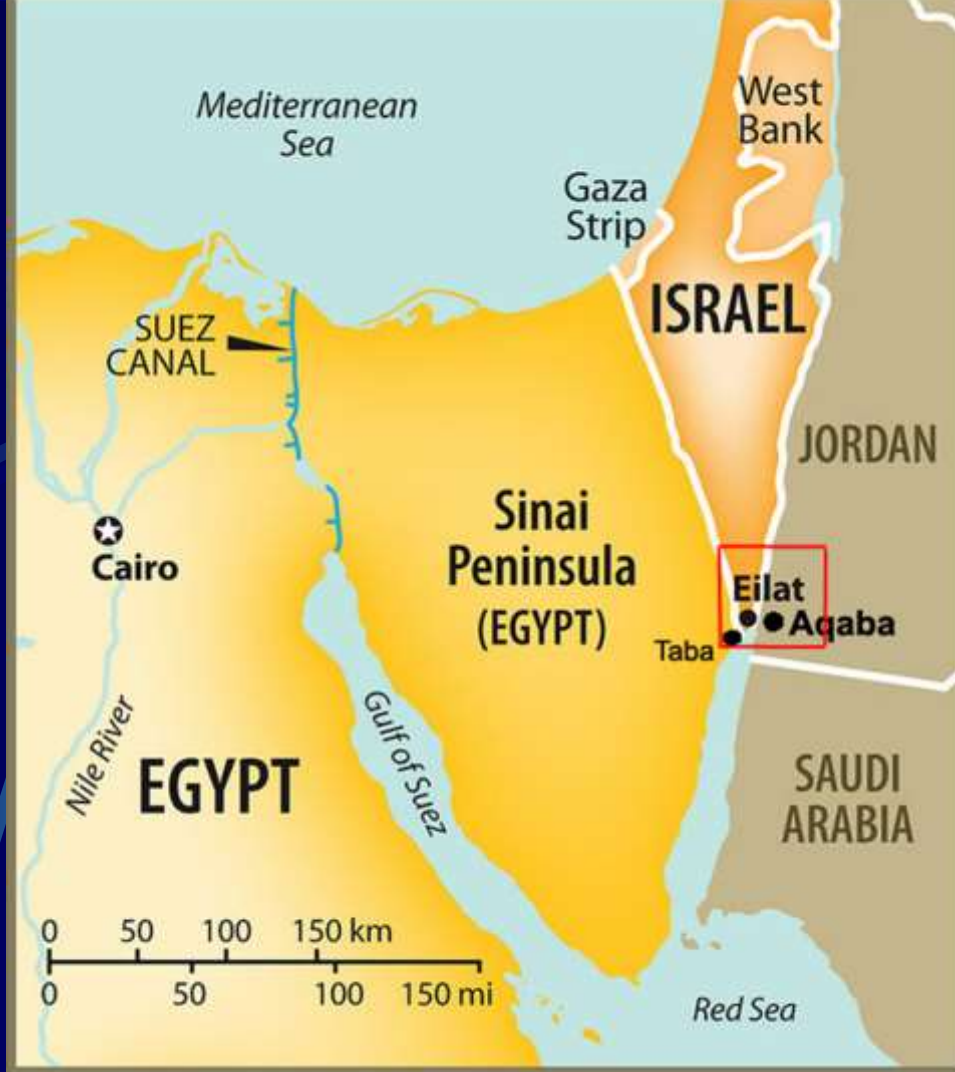 Mediterranean
Sea
West
Bank
Gaza
Strip
ISRAEL
SUEZ
CANAL
JORDAN
Sinai
Peninsula
(EGYPT)
Cairo
Eilat
Aqaba
Taba
Nile River
Gulf of Suez
EGYPT
SAUDI
ARABIA
0 50 100 150 km
0 50 100 150 mi
Red Sea